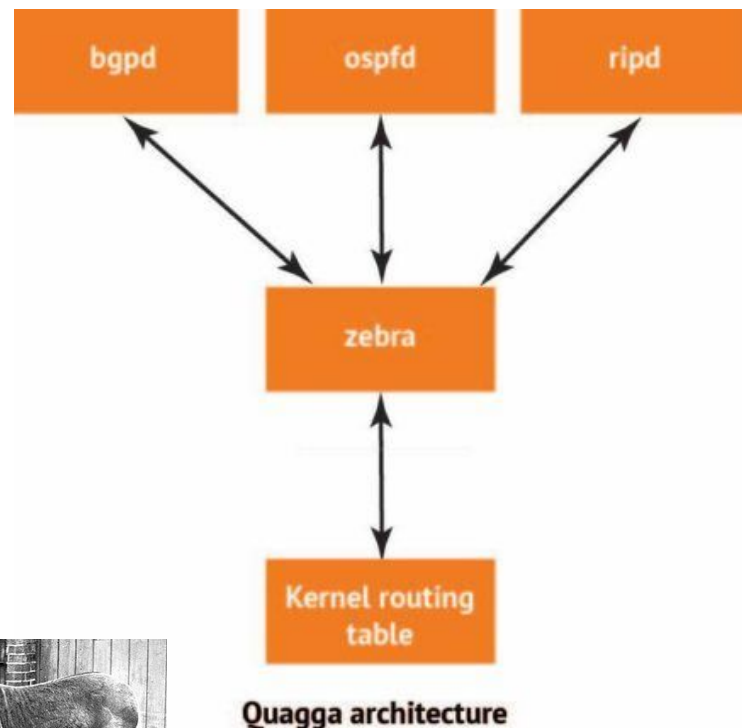 bgpd
ospfd
ripd
zebra
Kernel routing
table
Quagga architecture